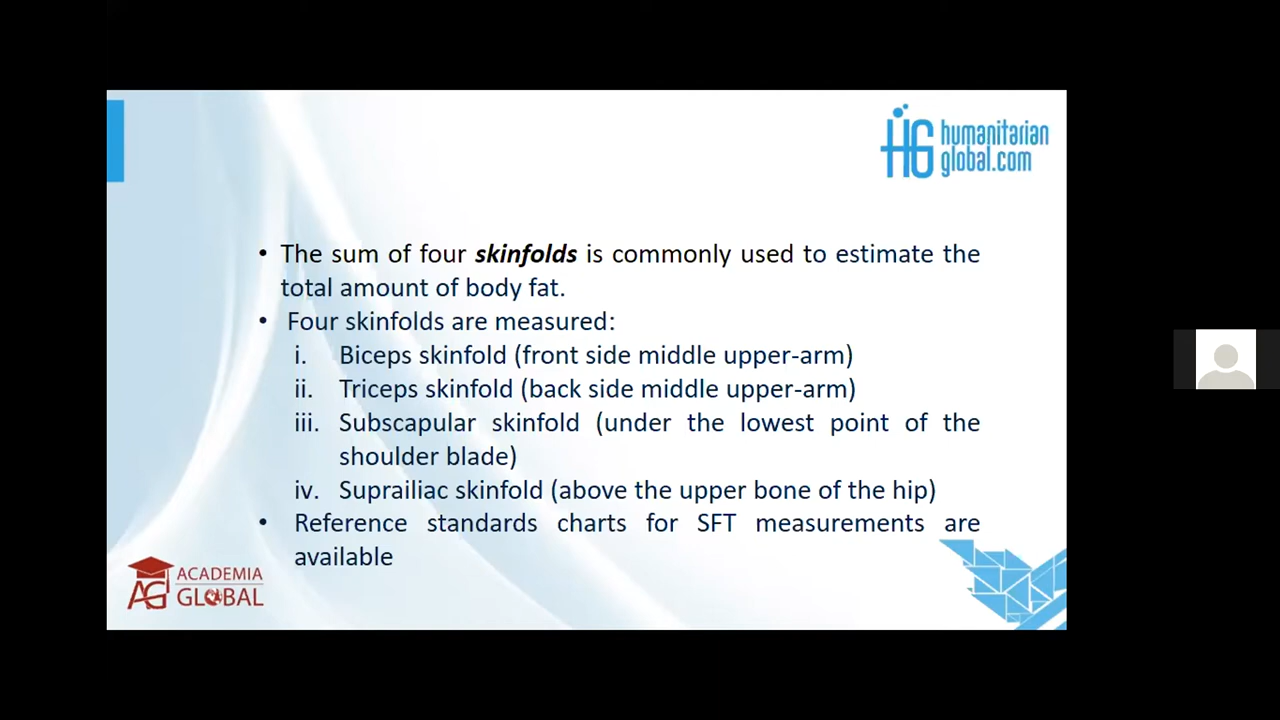 humanitarian
global.com
• The sum of four skinfolds is commonly used to estimate the
total amount of body fat.
• Four skinfolds are measured:
i. Biceps skinfold (front side middle upper-arm)
ii. Triceps skinfold (back side middle upper-arm)
iii. Subscapular skinfold (under the lowest point of the
shoulder blade)
iv. Suprailiac skinfold (above the upper bone of the hip)
• Reference standards charts for SFT measurements are
available
AG ACADEMIA
GLOBAL